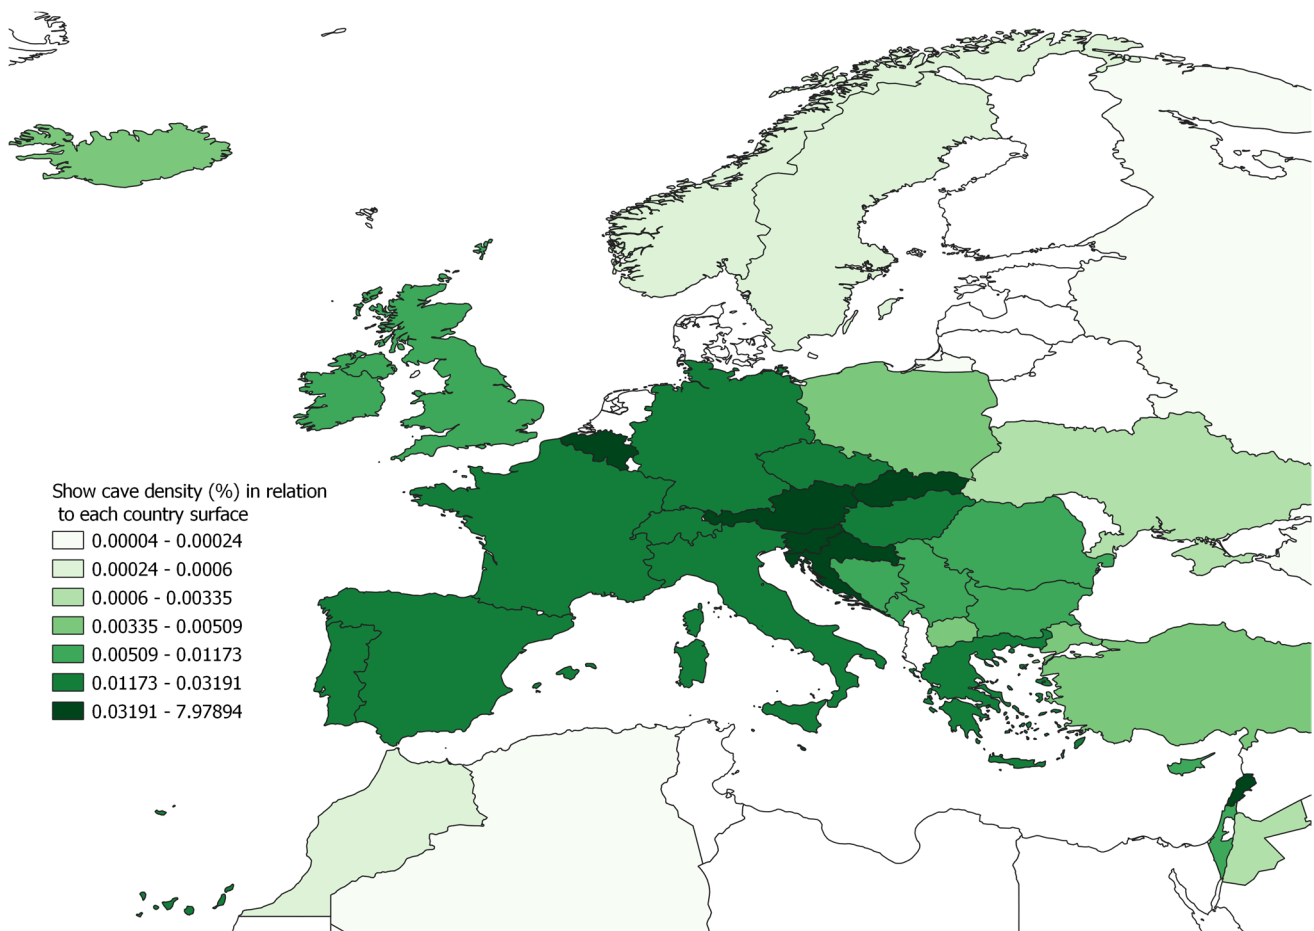 Show cave density (%) in relation
to each country surface
0.00004 - 0.00024
0.00024 - 0.0006
0.0006 - 0.00335
0.00335 - 0.00509
0.00509 - 0.01173
0.01173 - 0.03191
0.03191 - 7.97894